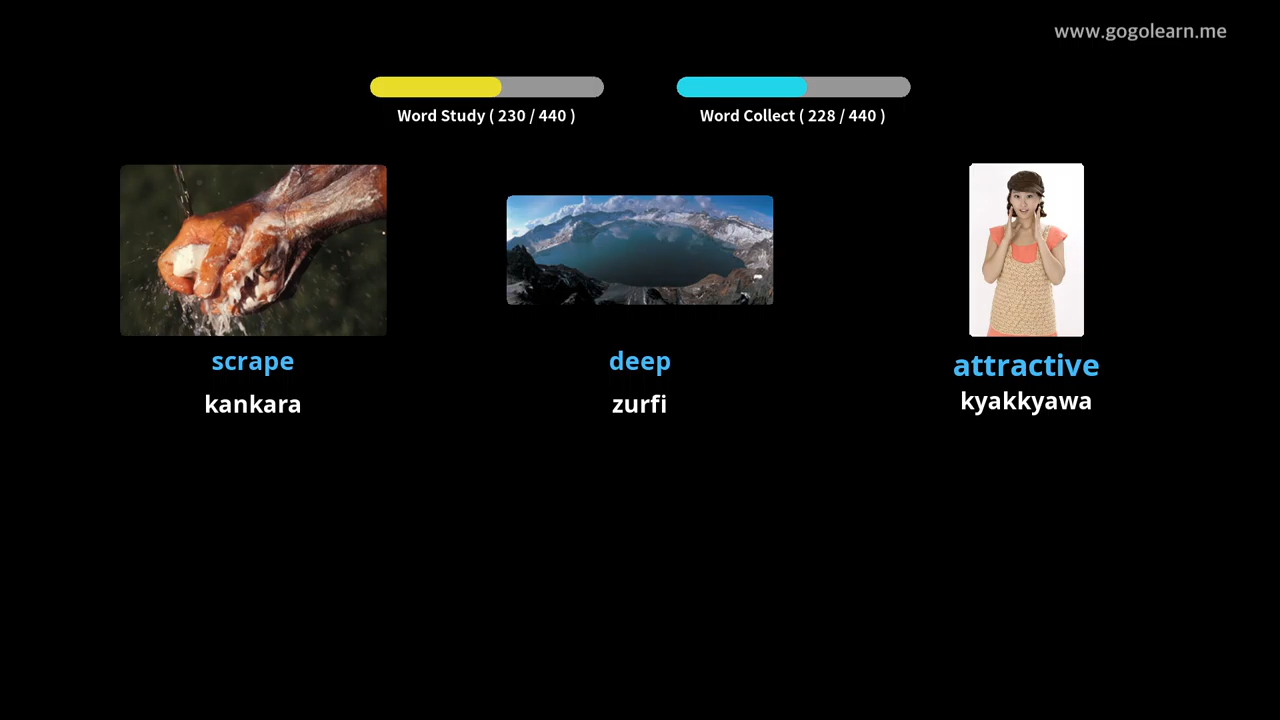 www.gogolearn.me
Word Study ( 230 / 440 )
Word Collect ( 228 / 440 )
scrape
kankara
deep
zurfi
attractive
kyakkyawa